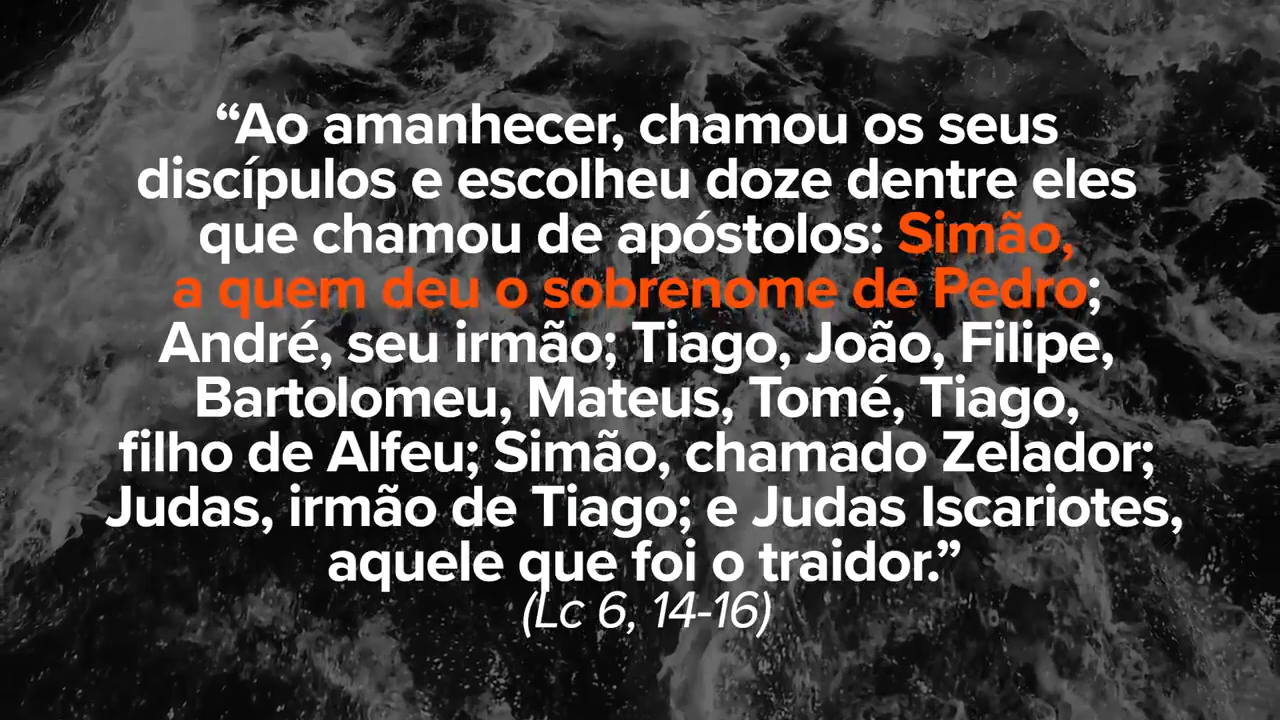 “Ao amanhecer, chamou os seus
discípulos e escolheu doze dentre eles
que chamou de apóstolos: Simão,
a quem deu o sobrenome de Pedro;
André, seu irmão; Tiago, João, Filipe,
Bartolomeu, Mateus, Tomé, Tiago,
filho de Alfeu; Simão, chamado Zelador;
Judas, irmão de Tiago; e Judas Iscariotes,
aquele que foi o traidor.”
(Lc 6, 14-16)